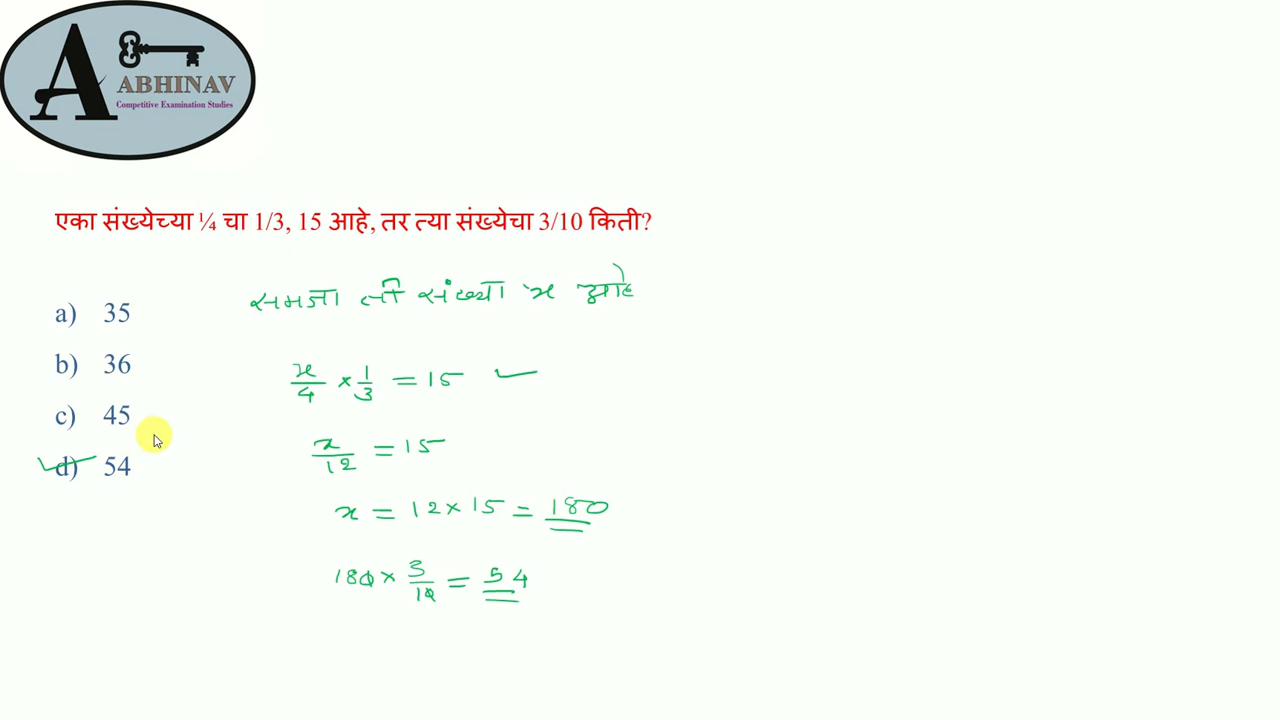 A ABHINAV
Competitive Examination Studies
एका संख्येच्या ¼ चा 1/3, 15 आहे, तर त्या संख्येचा 3/10 किती?
समजा ती संख्या x आहे
a) 35
b) 36
c) 45
d) 54
x/4 × 1/3 = 15
x/12 = 15
x = 12 × 15 = 180
180 × 3/10 = 54